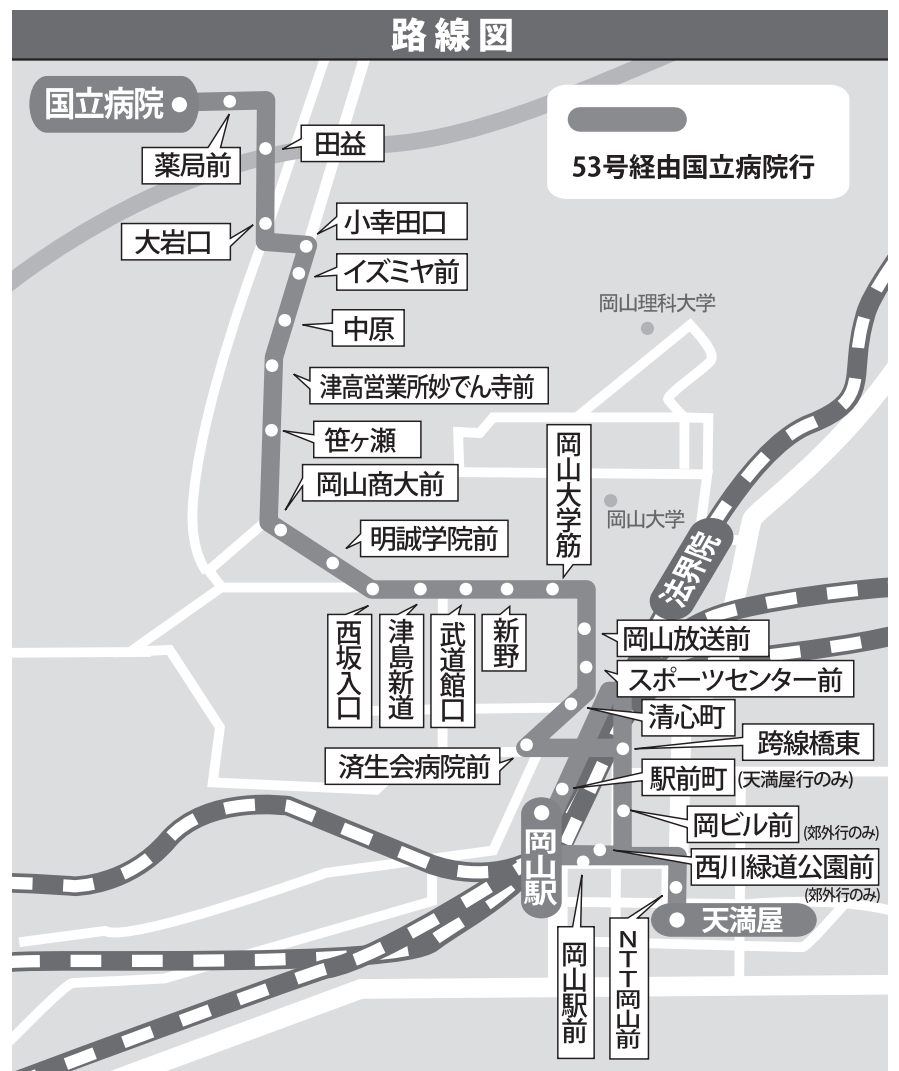 路線図
国立病院
53号経由国立病院行
薬局前
田益
大岩口
小幸田口
イズミヤ前
中原
岡山理科大学
津高営業所妙でん寺前
笹ヶ瀬
岡山商大前
岡山大学筋
岡山大学
明誠学院前
法界院
西坂入口
津島新道
武道館口
新野
岡山放送前
スポーツセンター前
清心町
跨線橋東
済生会病院前
駅前町(天満屋行のみ)
岡ビル前(郊外行のみ)
岡山駅
西川緑道公園前
(郊外行のみ)
天満屋
岡山駅前
NTT岡山前